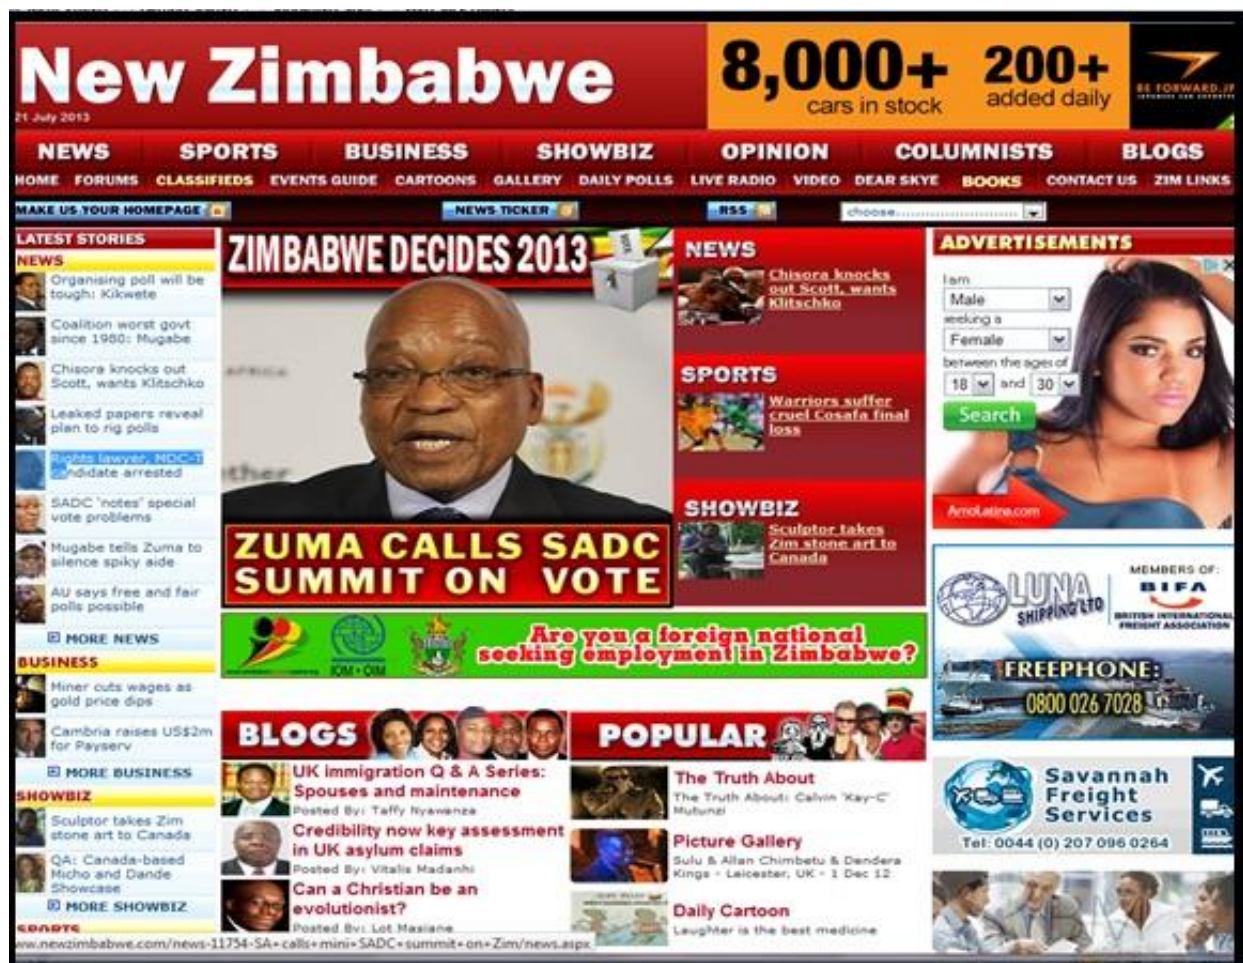 New Zimbabwe
21 July 2013
8,000+
cars in stock
200+
added daily
BE FORWARD.JP
NEWS SPORTS BUSINESS SHOWBIZ OPINION COLUMNISTS BLOGS
HOME FORUMS CLASSIFIEDS EVENTS GUIDE CARTOONS GALLERY DAILY POLLS LIVE RADIO VIDEO DEAR SKYE BOOKS CONTACT US ZIM LINKS
MAKE US YOUR HOMEPAGE NEWS TICKER RSS choose
LATEST STORIES
NEWS
Organising poll will be
tough: Kikwete
Coalition worst govt
since 1980: Mugabe
Chisora knocks out
Scott, wants Klitschko
Leaked papers reveal
plan to rig polls
Rights lawyer, MDC-T
candidate arrested
SADC 'notes' special
vote problems
Mugabe tells Zuma to
silence spiky aide
AU says free and fair
polls possible
MORE NEWS
BUSINESS
Miner cuts wages as
gold price dips
Cambria raises US$2m
for Payserv
MORE BUSINESS
SHOWBIZ
Sculptor takes Zim
stone art to Canada
QA: Canada-based
Micho and Dande
Showcase
MORE SHOWBIZ
SPORTS
ZIMBABWE DECIDES 2013
VOTE
ZUMA CALLS SADC
SUMMIT ON VOTE
NEWS
Chisora knocks
out Scott, wants
Klitschko
SPORTS
Warriors suffer
cruel Cosafa final
loss
SHOWBIZ
Sculptor takes
Zim stone art to
Canada
IOM • OIM
Are you a foreign national
seeking employment in Zimbabwe?
BLOGS
UK immigration Q & A Series:
Spouses and maintenance
Posted By: Taffy Nyawanza
Credibility now key assessment
in UK asylum claims
Posted By: Vitalis Madanhi
Can a Christian be an
evolutionist?
Posted By: Lot Masiane
POPULAR
The Truth About
The Truth About: Calvin 'Kay-C'
Mutunzi
Picture Gallery
Sulu & Allan Chimbetu & Dendera
Kings - Leicester, UK - 1 Dec 12
Daily Cartoon
Laughter is the best medicine
ADVERTISEMENTS
I am
Male
seeking a
Female
between the ages of
18 and 30
Search
AmoLatina.com
LUNA
SHIPPING LTD
MEMBERS OF:
BIFA
BRITISH INTERNATIONAL
FREIGHT ASSOCIATION
FREEPHONE:
0800 026 7028
Savannah
Freight
Services
Tel: 0044 (0) 207 096 0264
ww.newzimbabwe.com/news-11754-SA+calls+mini+SADC+summit+on+Zim/news.aspx